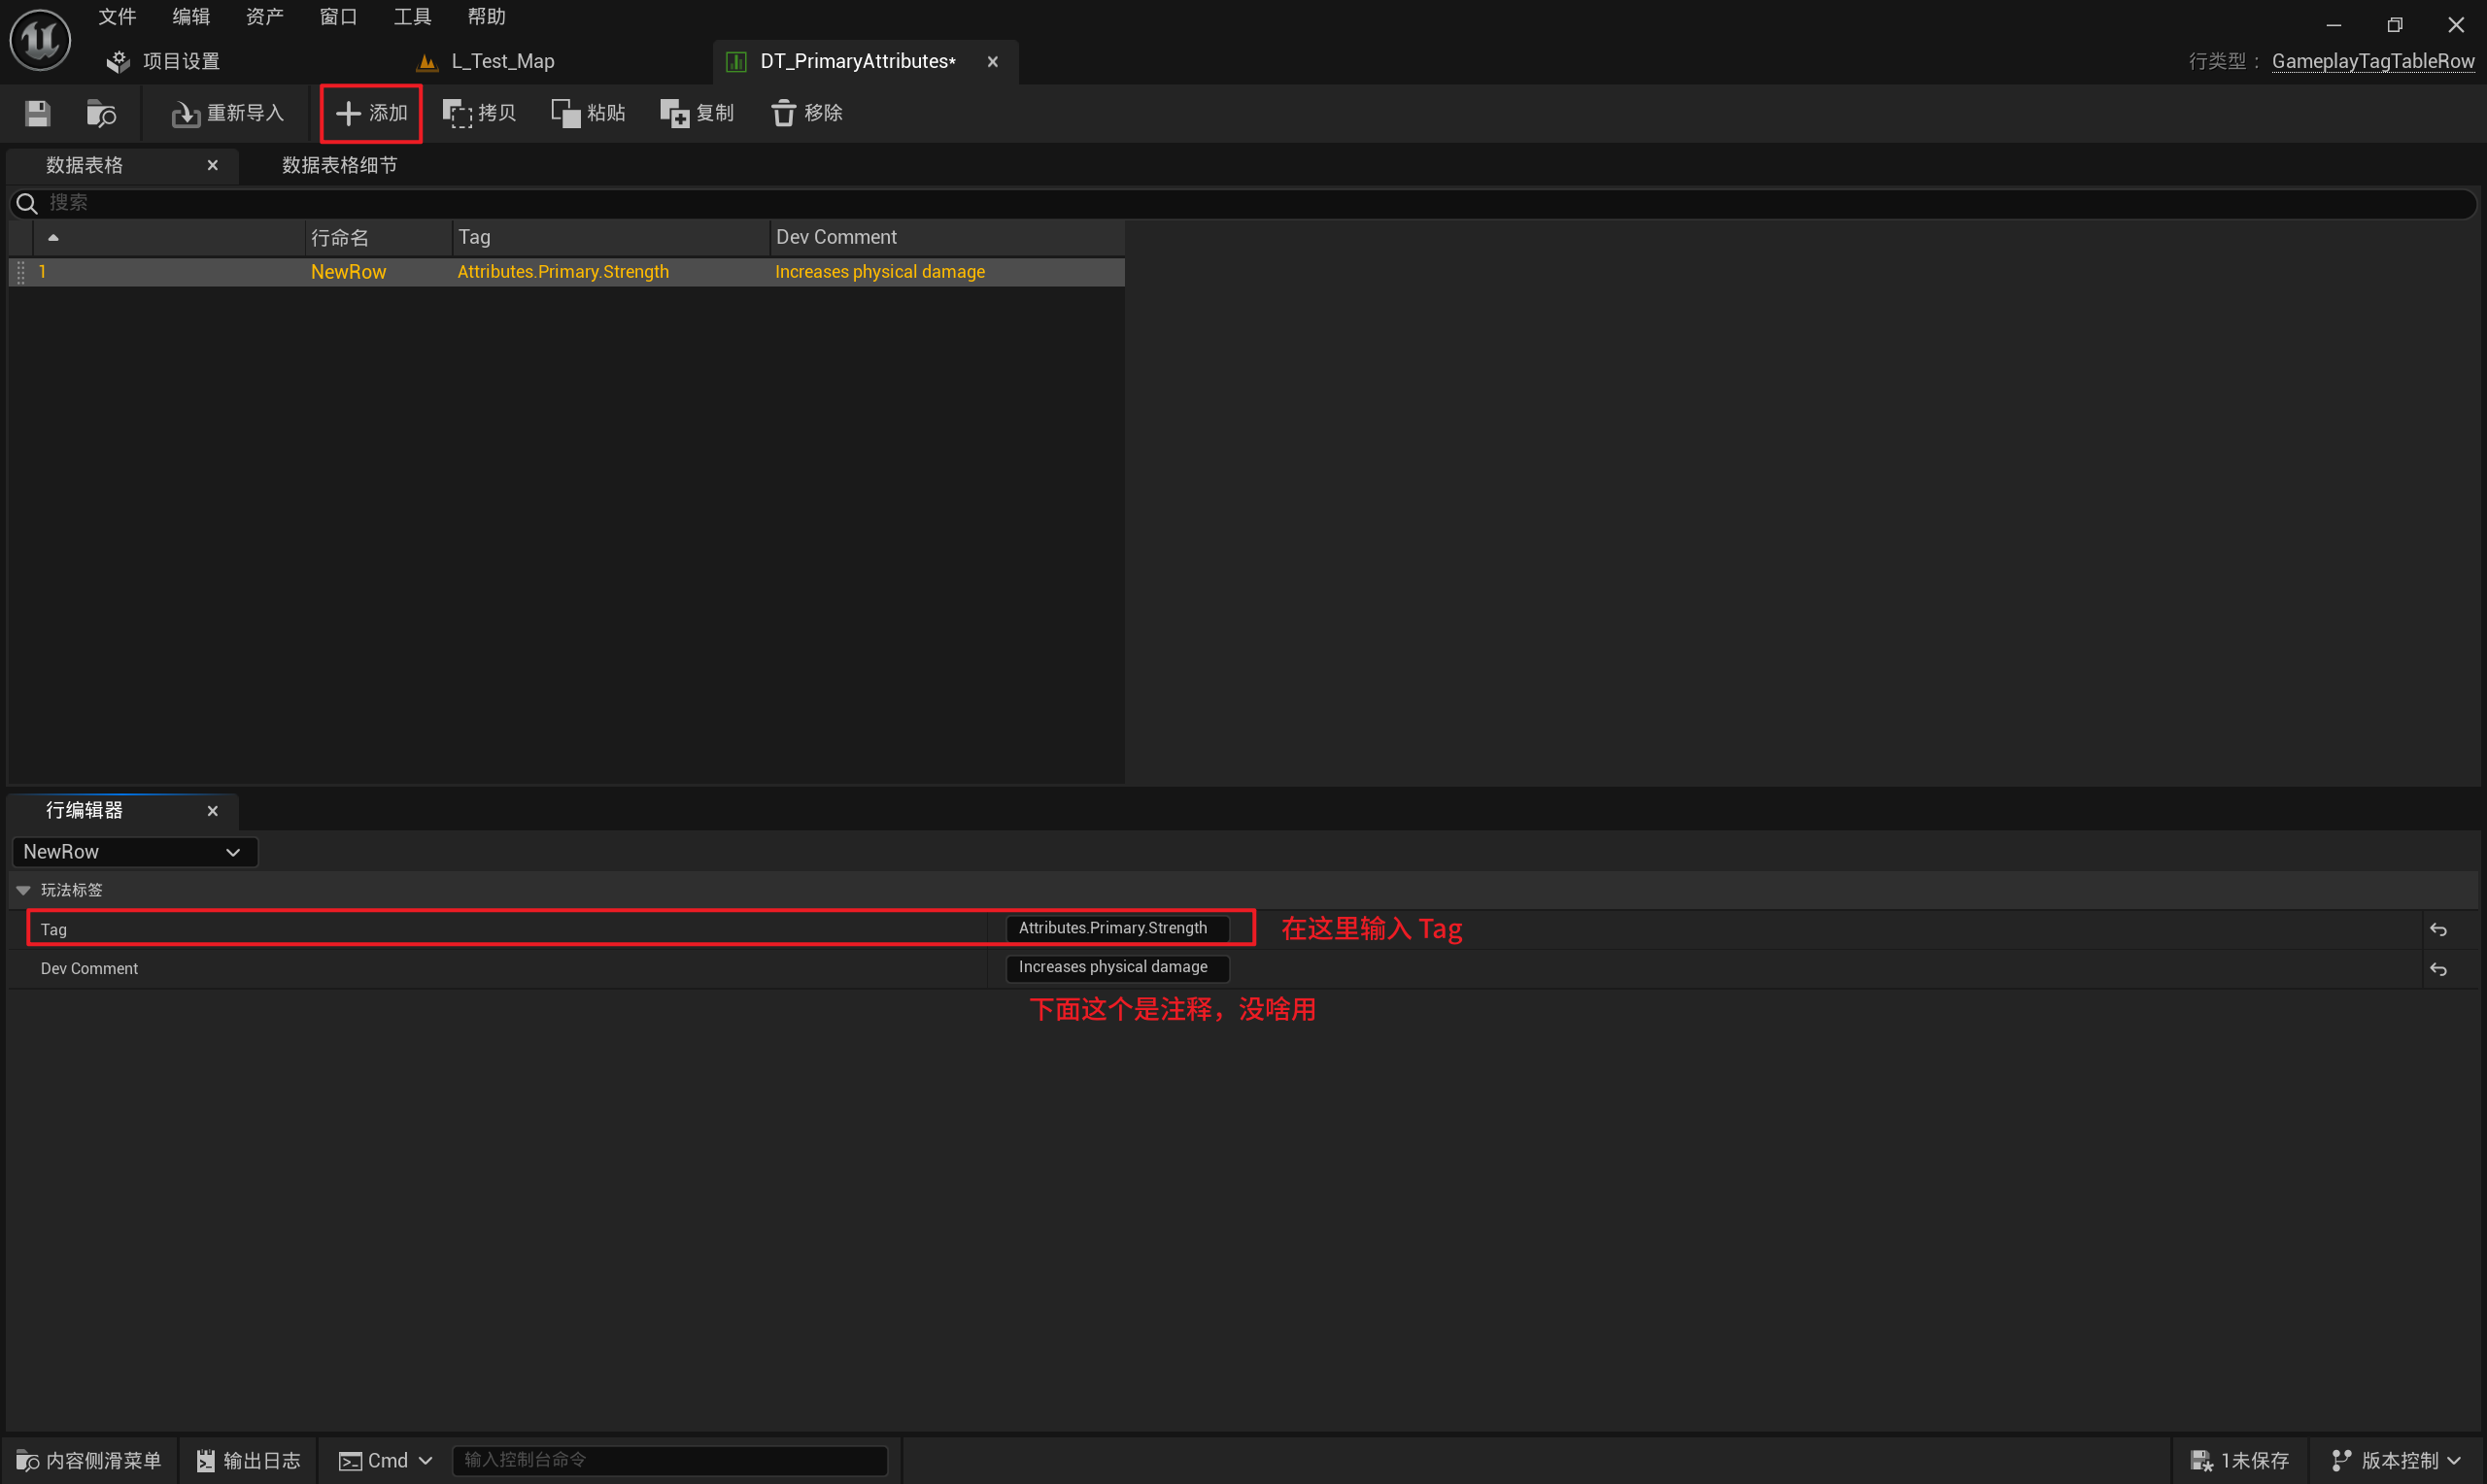 文件 编辑 资产 窗口 工具 帮助
项目设置 L_Test_Map DT_PrimaryAttributes* 行类型： GameplayTagTableRow
重新导入 添加 拷贝 粘贴 复制 移除
数据表格 数据表格细节
搜索
行命名 Tag Dev Comment
1 NewRow Attributes.Primary.Strength Increases physical damage
行编辑器
NewRow
玩法标签
Tag Attributes.Primary.Strength 在这里输入 Tag
Dev Comment Increases physical damage
下面这个是注释，没啥用
内容侧滑菜单 输出日志 Cmd 输入控制台命令 1未保存 版本控制